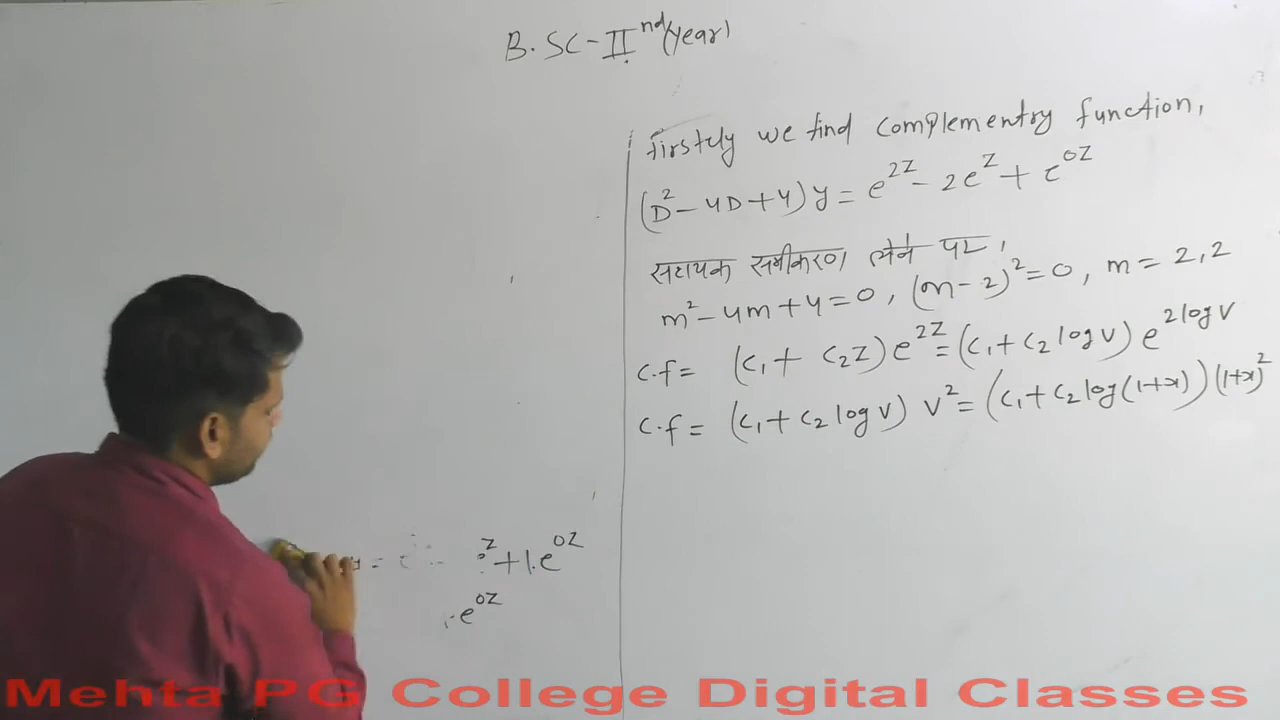 B.SC-IInd(year)
firstely we find complementry function,
(D²-4D+4)y = e^2Z - 2e^Z + e^0Z
सहायक समीकरण लेने पर,
m²-4m+4=0, (m-2)²=0, m=2,2
C.f = (C₁+ C₂Z)e^2Z = (C₁+C₂logV) e^2logV
C.f = (C₁+C₂logV) V² = (C₁+C₂log(1+x))(1+x)²
^Z+1.e^0Z
.e^0Z
Mehta PG College Digital Classes